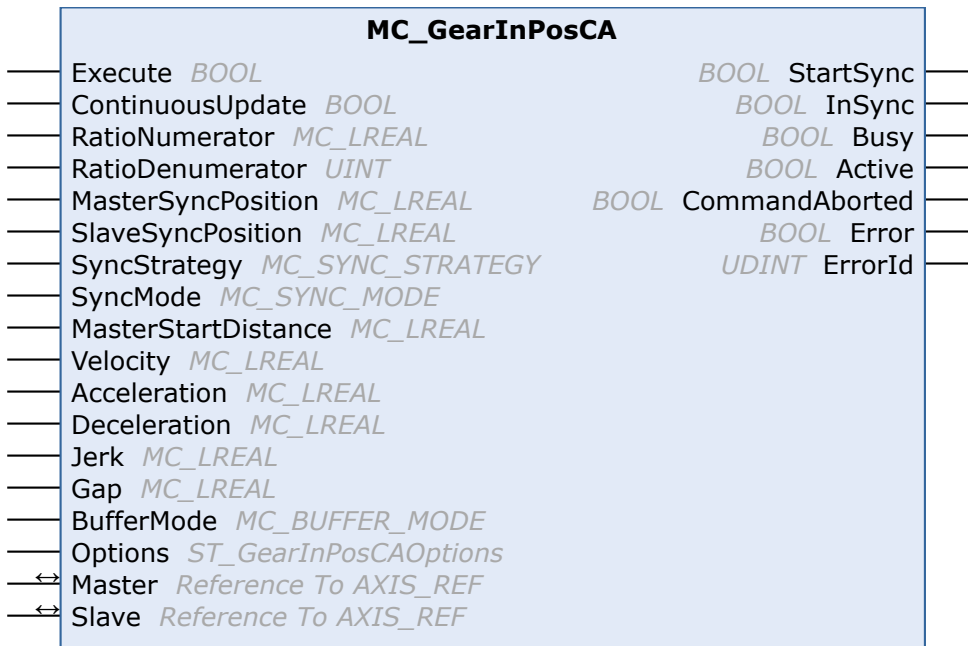 MC_GearInPosCA
Execute BOOL BOOL StartSync
ContinuousUpdate BOOL BOOL InSync
RatioNumerator MC_LREAL BOOL Busy
RatioDenumerator UINT BOOL Active
MasterSyncPosition MC_LREAL BOOL CommandAborted
SlaveSyncPosition MC_LREAL BOOL Error
SyncStrategy MC_SYNC_STRATEGY UDINT ErrorId
SyncMode MC_SYNC_MODE
MasterStartDistance MC_LREAL
Velocity MC_LREAL
Acceleration MC_LREAL
Deceleration MC_LREAL
Jerk MC_LREAL
Gap MC_LREAL
BufferMode MC_BUFFER_MODE
Options ST_GearInPosCAOptions
Master Reference To AXIS_REF
Slave Reference To AXIS_REF